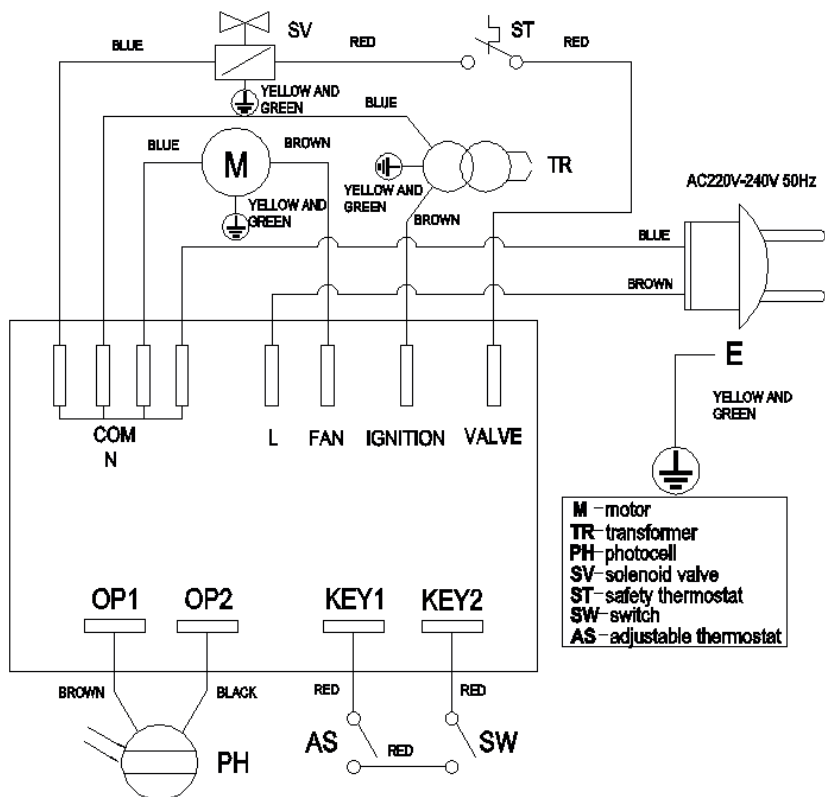 SV
ST
BLUE
RED
RED
YELLOW AND
GREEN
BLUE
BLUE
BROWN
M
TR
YELLOW AND
GREEN
YELLOW AND
GREEN
BROWN
AC220V-240V 50Hz
BLUE
BROWN
E
YELLOW AND
GREEN
COM
N
L
FAN
IGNITION
VALVE
M-motor
TR-transformer
PH-photocell
SV-solenoid valve
ST-safety thermostat
SW-switch
AS-adjustable thermostat
OP1
OP2
KEY1
KEY2
BROWN
BLACK
RED
RED
PH
AS
RED
SW